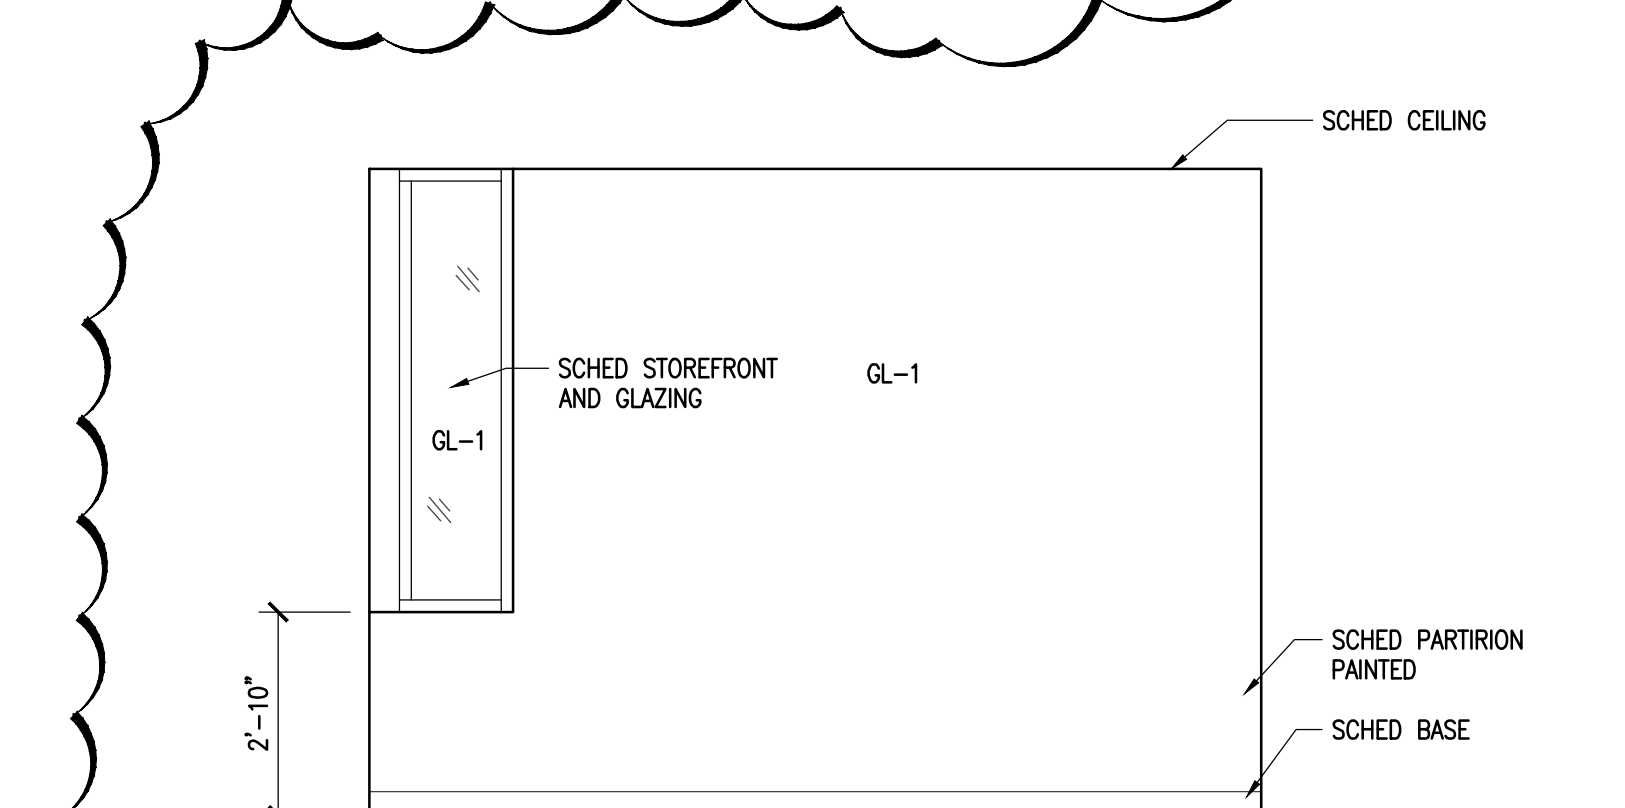 SCHED CEILING
SCHED STOREFRONT
AND GLAZING
GL-1
GL-1
SCHED PARTIRION
PAINTED
2'-10"
SCHED BASE